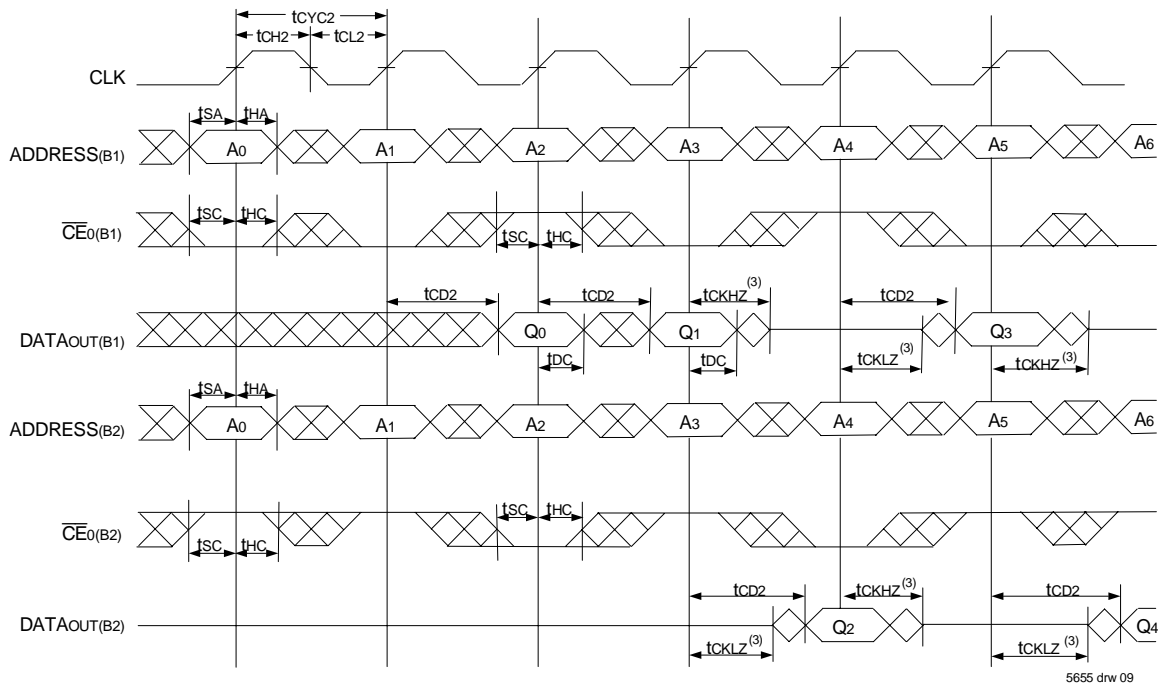 tCYC2
tCH2 tCL2
CLK
tSA tHA
ADDRESS(B1) A0 A1 A2 A3 A4 A5 A6
tSC tHC
CE0(B1)
tSC tHC
tCD2 tCD2 tCKHZ(3) tCD2
DATAOUT(B1) Q0 Q1 Q3
tDC tDC tCKLZ(3) tCKHZ(3)
tSA tHA
ADDRESS(B2) A0 A1 A2 A3 A4 A5 A6
tSC tHC
CE0(B2)
tSC tHC
tCD2 tCKHZ(3) tCD2
DATAOUT(B2) Q2 Q4
tCKLZ(3) tCKLZ(3)
5655 drw 09